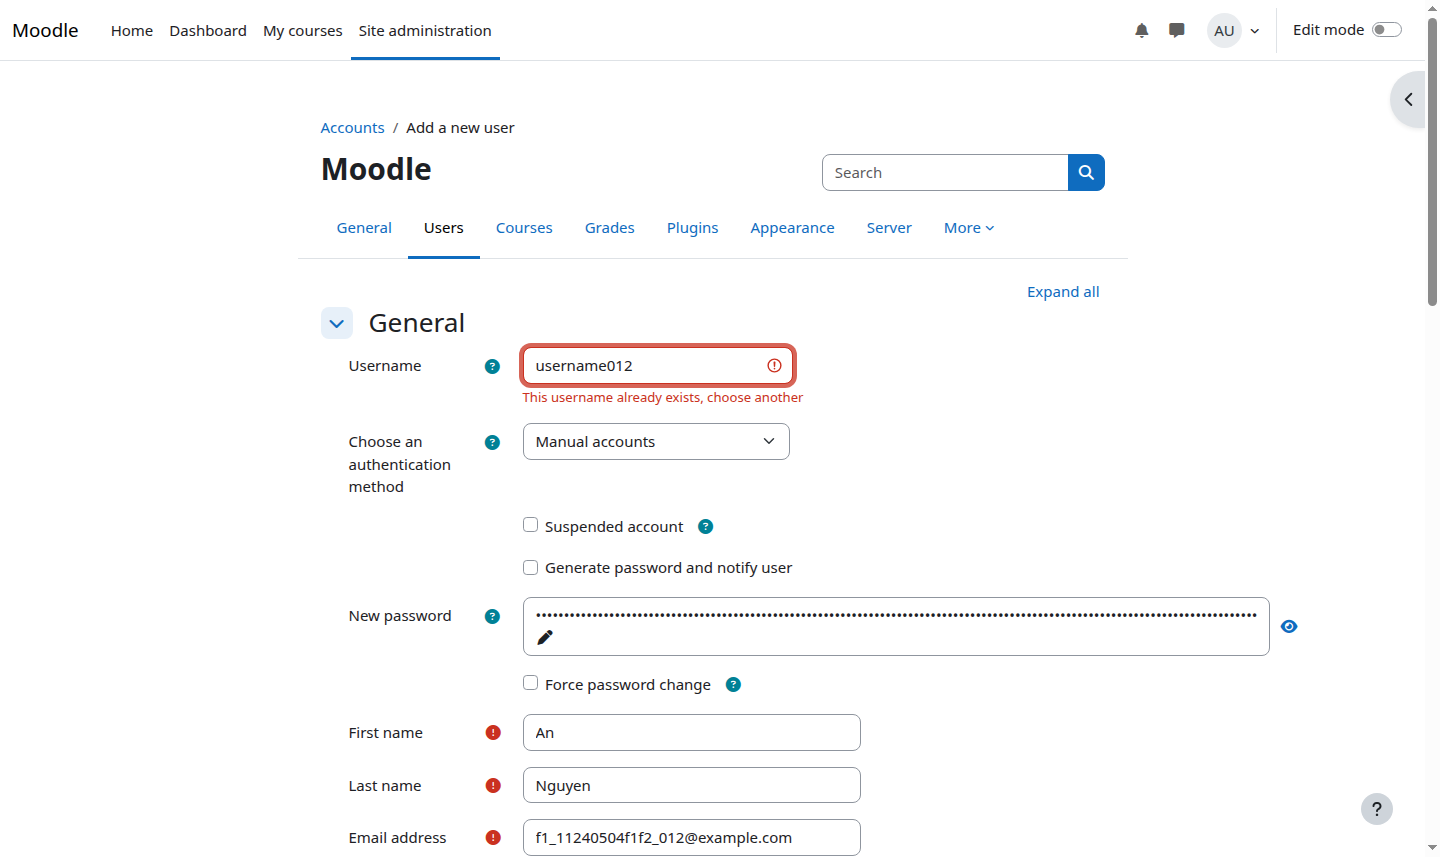 Moodle Home Dashboard My courses Site administration AU Edit mode
Accounts / Add a new user
Moodle
Search
General Users Courses Grades Plugins Appearance Server More
Expand all
General
Username username012
This username already exists, choose another
Choose an authentication method Manual accounts
Suspended account
Generate password and notify user
New password
Force password change
First name An
Last name Nguyen
Email address f1_11240504f1f2_012@example.com